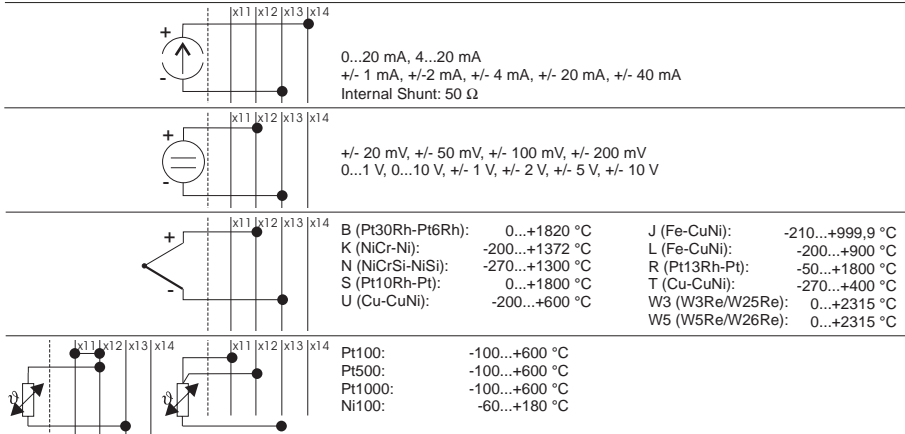 |x11|x12|x13|x14
+
-
0...20 mA, 4...20 mA
+/- 1 mA, +/-2 mA, +/- 4 mA, +/- 20 mA, +/- 40 mA
Internal Shunt: 50 Ω
|x11|x12|x13|x14
+
-
+/- 20 mV, +/- 50 mV, +/- 100 mV, +/- 200 mV
0...1 V, 0...10 V, +/- 1 V, +/- 2 V, +/- 5 V, +/- 10 V
|x11|x12|x13|x14
+
-
B (Pt30Rh-Pt6Rh): 0...+1820 °C
K (NiCr-Ni): -200...+1372 °C
N (NiCrSi-NiSi): -270...+1300 °C
S (Pt10Rh-Pt): 0...+1800 °C
U (Cu-CuNi): -200...+600 °C
J (Fe-CuNi): -210...+999,9 °C
L (Fe-CuNi): -200...+900 °C
R (Pt13Rh-Pt): -50...+1800 °C
T (Cu-CuNi): -270...+400 °C
W3 (W3Re/W25Re): 0...+2315 °C
W5 (W5Re/W26Re): 0...+2315 °C
|x11|x12|x13|x14
ϑ
|x11|x12|x13|x14
ϑ
Pt100: -100...+600 °C
Pt500: -100...+600 °C
Pt1000: -100...+600 °C
Ni100: -60...+180 °C